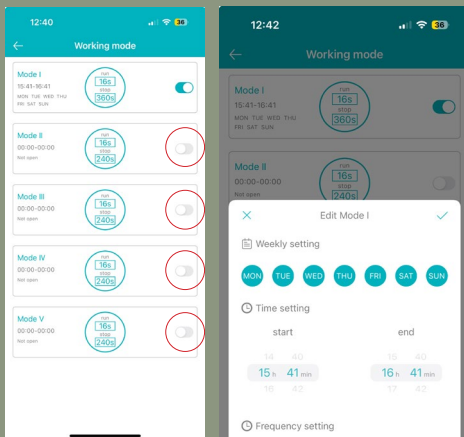 12:40
36
Working mode
Mode I
15:41-16:41
MON TUE WED THU
FRI SAT SUN
run
16s
stop
360s
Mode II
00:00-00:00
Not open
run
16s
stop
240s
Mode III
00:00-00:00
Not open
run
16s
stop
240s
Mode IV
00:00-00:00
Not open
run
16s
stop
240s
Mode V
00:00-00:00
Not open
run
16s
stop
240s
12:42
36
Working mode
Mode I
15:41-16:41
MON TUE WED THU
FRI SAT SUN
run
16s
stop
360s
Mode II
00:00-00:00
Not open
run
16s
stop
240s
Edit Mode I
Weekly setting
MON TUE WED THU FRI SAT SUN
Time setting
start end
14 40 15 40
15 h 41 min 16 h 41 min
16 42 17 42
Frequency setting